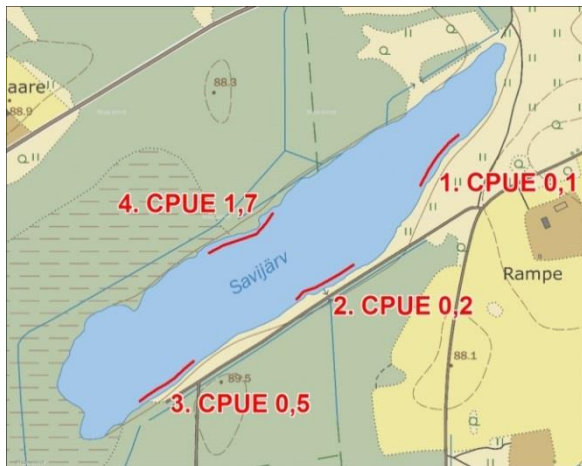 aare
88.9
88.3
1. CPUE 0,1
4. CPUE 1,7
Savijärv
Rampe
2. CPUE 0,2
88.1
89.5
3. CPUE 0,5